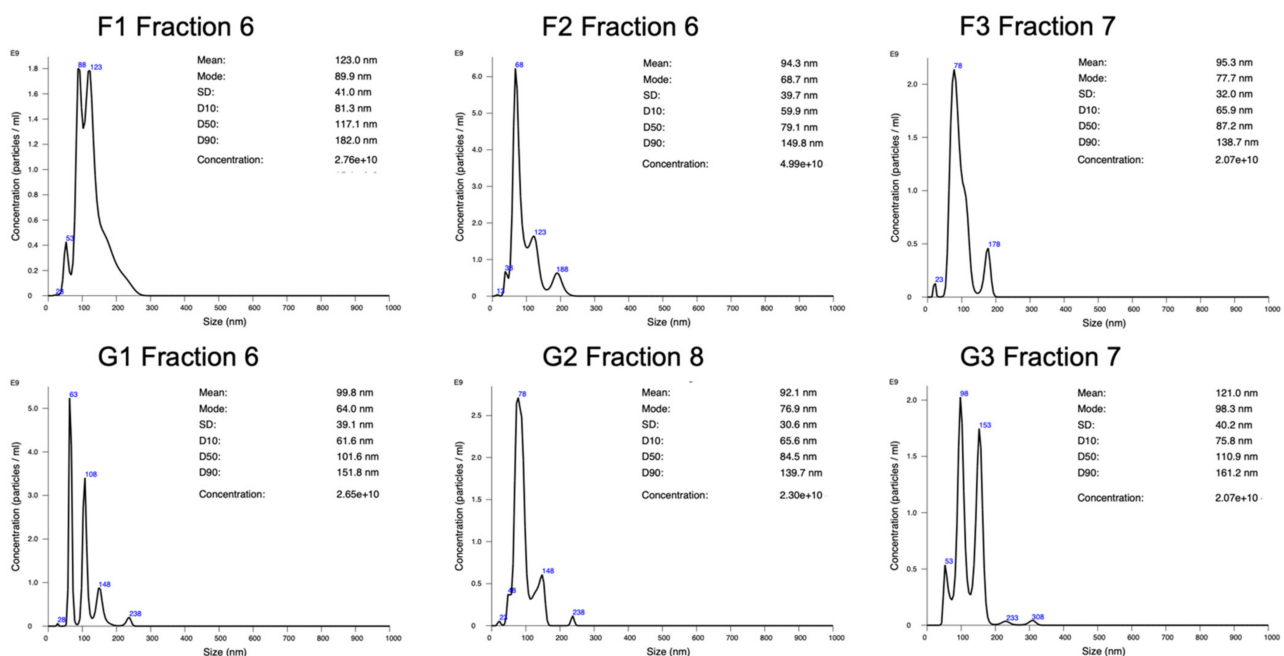 F1 Fraction 6
E9
Concentration (particles / ml)
1.8
1.6
1.4
1.2
1.0
0.8
0.6
0.4
0.2
0
88
123
53
28
Mean: 123.0 nm
Mode: 89.9 nm
SD: 41.0 nm
D10: 81.3 nm
D50: 117.1 nm
D90: 182.0 nm
Concentration: 2.76e+10
0 100 200 300 400 500 600 700 800 900 1000
Size (nm)
F2 Fraction 6
E9
Concentration (particles / ml)
6.0
5.0
4.0
3.0
2.0
1.0
0
68
123
188
38
Mean: 94.3 nm
Mode: 68.7 nm
SD: 39.7 nm
D10: 59.9 nm
D50: 79.1 nm
D90: 149.8 nm
Concentration: 4.99e+10
0 100 200 300 400 500 600 700 800 900 1000
Size (nm)
F3 Fraction 7
E9
Concentration (particles / ml)
2.0
1.5
1.0
0.5
0
78
178
23
Mean: 95.3 nm
Mode: 77.7 nm
SD: 32.0 nm
D10: 65.9 nm
D50: 87.2 nm
D90: 138.7 nm
Concentration: 2.07e+10
0 100 200 300 400 500 600 700 800 900 1000
Size (nm)
G1 Fraction 6
E9
Concentration (particles / ml)
5.0
4.0
3.0
2.0
1.0
0
63
108
148
238
28
Mean: 99.8 nm
Mode: 64.0 nm
SD: 39.1 nm
D10: 61.6 nm
D50: 101.6 nm
D90: 151.8 nm
Concentration: 2.65e+10
0 100 200 300 400 500 600 700 800 900 1000
Size (nm)
G2 Fraction 8
E9
Concentration (particles / ml)
2.5
2.0
1.5
1.0
0.5
0
78
148
48
238
23
Mean: 92.1 nm
Mode: 76.9 nm
SD: 30.6 nm
D10: 65.6 nm
D50: 84.5 nm
D90: 139.7 nm
Concentration: 2.30e+10
0 100 200 300 400 500 600 700 800 900 1000
Size (nm)
G3 Fraction 7
E9
Concentration (particles / ml)
2.0
1.5
1.0
0.5
0
98
153
53
233
308
Mean: 121.0 nm
Mode: 98.3 nm
SD: 40.2 nm
D10: 75.8 nm
D50: 110.9 nm
D90: 161.2 nm
Concentration: 2.07e+10
0 100 200 300 400 500 600 700 800 900 1000
Size (nm)